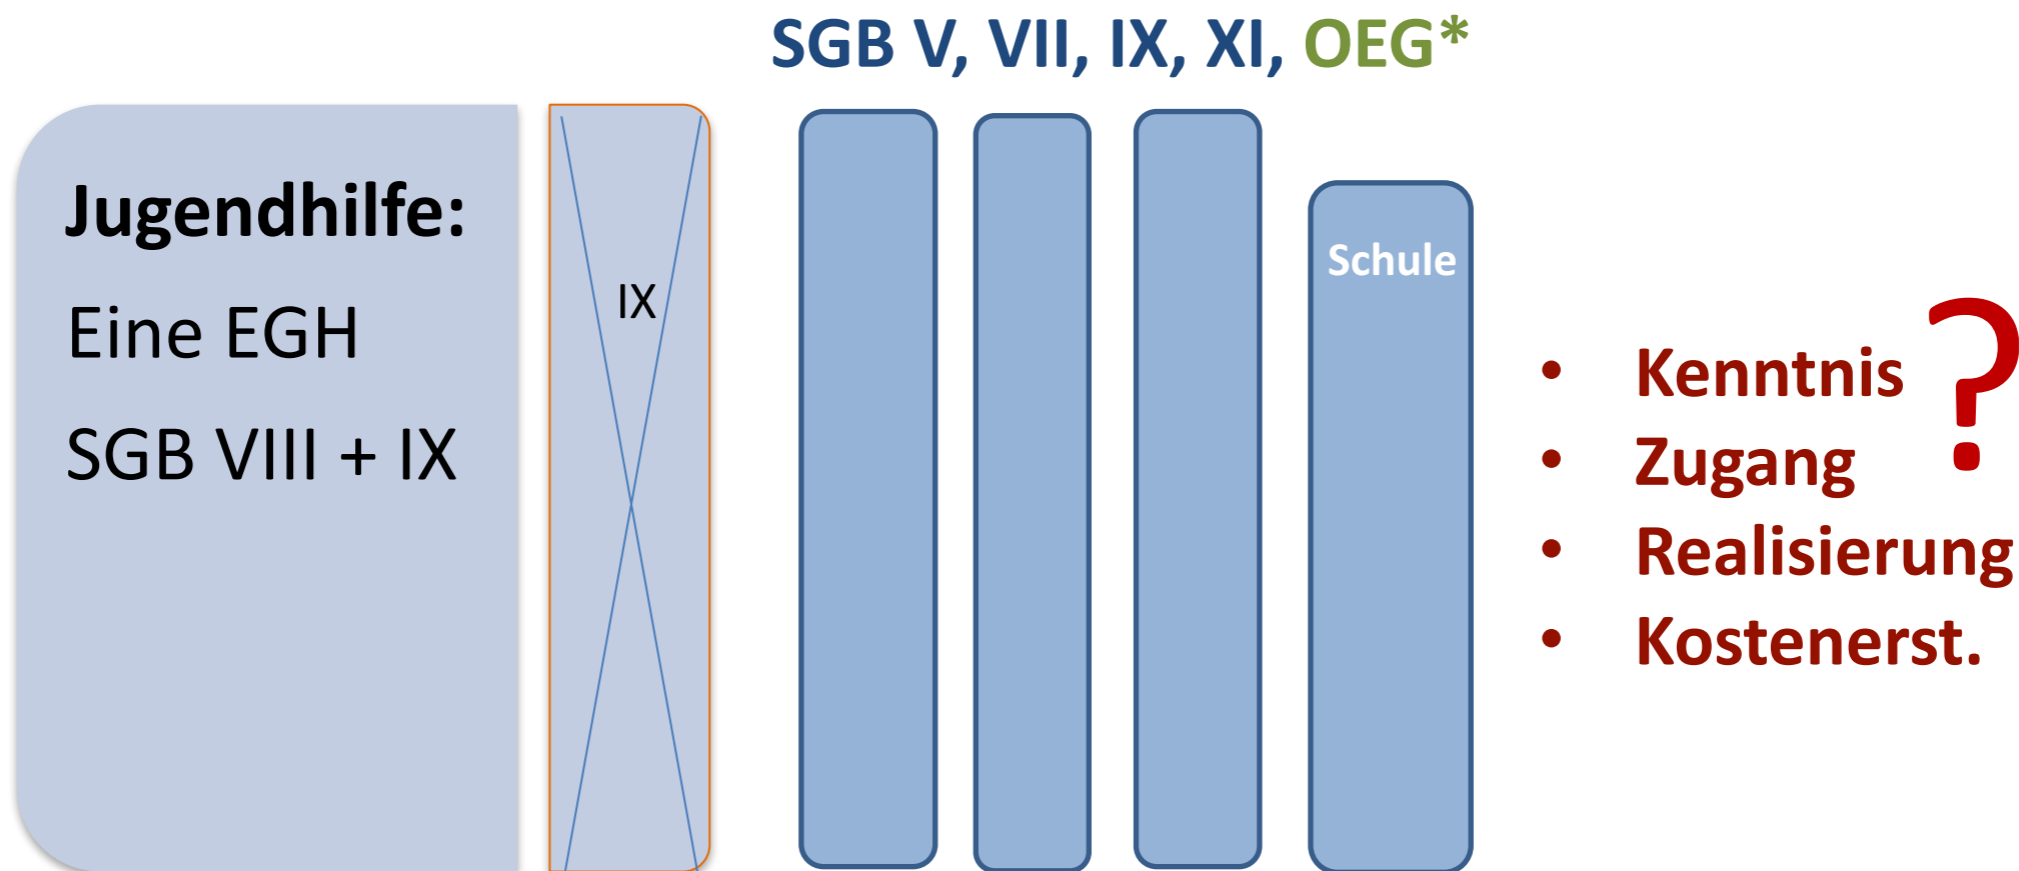 SGB V, VII, IX, XI, OEG*
Jugendhilfe:
Eine EGH
SGB VIII + IX
IX
Schule
• Kenntnis ?
• Zugang
• Realisierung
• Kostenerst.